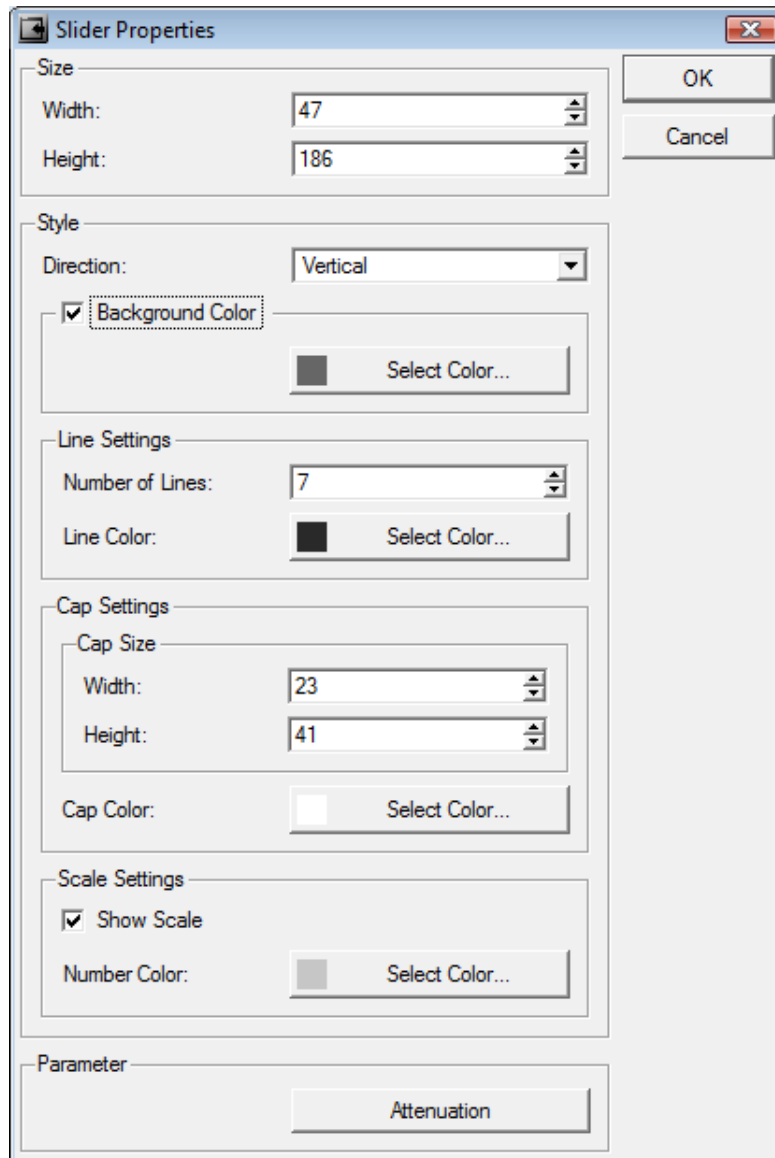 Slider Properties
Size
OK
Width: 47
Cancel
Height: 186
Style
Direction: Vertical
Background Color
Select Color...
Line Settings
Number of Lines: 7
Line Color: Select Color...
Cap Settings
Cap Size
Width: 23
Height: 41
Cap Color: Select Color...
Scale Settings
Show Scale
Number Color: Select Color...
Parameter
Attenuation